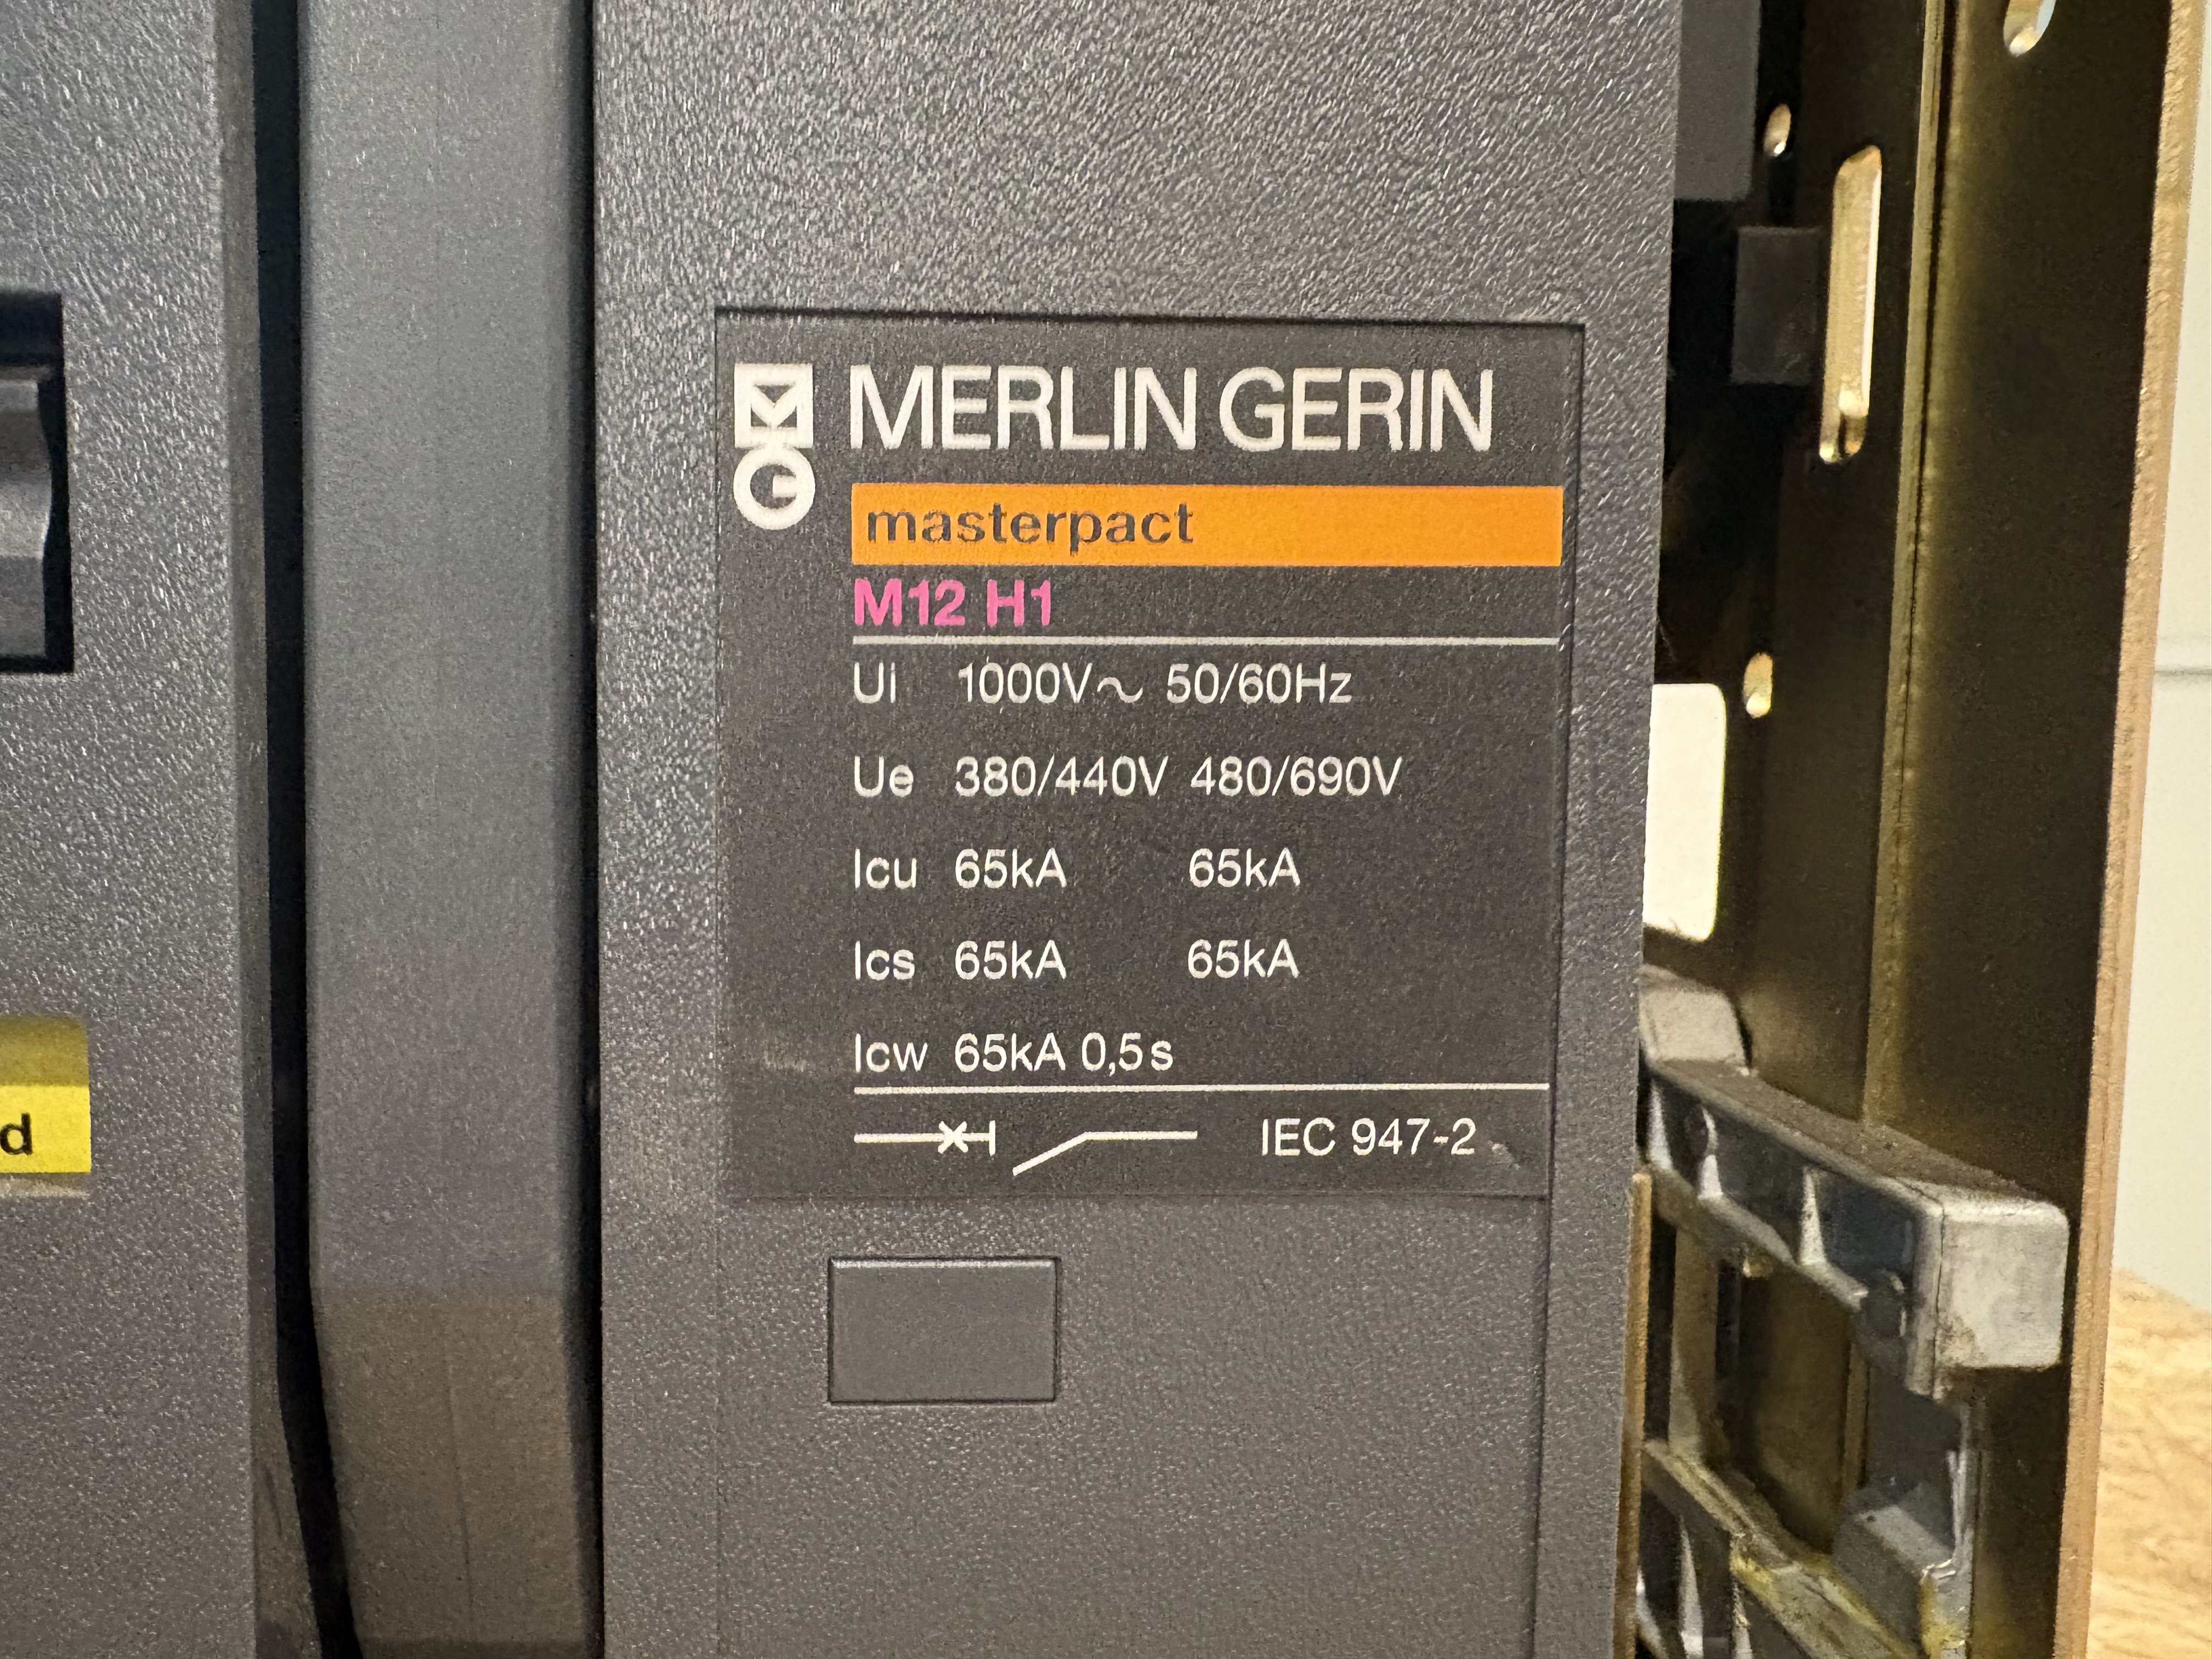 MERLIN GERIN
masterpact
M12 H1
Ui 1000V~ 50/60Hz
Ue 380/440V 480/690V
Icu 65kA 65kA
Ics 65kA 65kA
Icw 65kA 0,5s
IEC 947-2
d